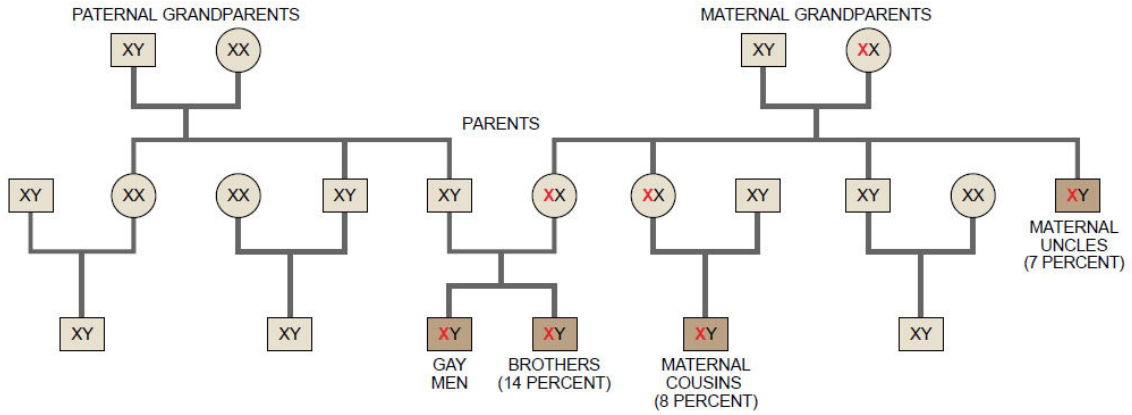 PATERNAL GRANDPARENTS
MATERNAL GRANDPARENTS
XY
XX
XY
XX
PARENTS
XY
XX
XX
XY
XY
XX
XX
XY
XY
XX
XY
MATERNAL
UNCLES
(7 PERCENT)
XY
XY
XY
XY
XY
XY
GAY
MEN
BROTHERS
(14 PERCENT)
MATERNAL
COUSINS
(8 PERCENT)